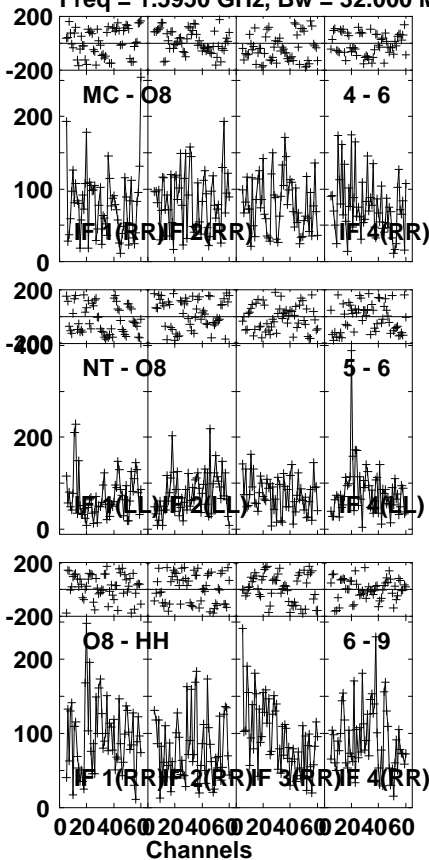 Freq = 1.5950 GHz, Bw = 32.000 M
200
-200
MC - O8 4 - 6
200
100
0
IF 1(RR) IF 2(RR) IF 4(RR)
200
-200
400
NT - O8 5 - 6
200
0
IF 1(LL) IF 2(LL) IF 4(LL)
200
-200
O8 - HH 6 - 9
200
100
0
IF 1(RR) IF 2(RR) IF 3(RR) IF 4(RR)
0 20 40 60 0 20 40 60 0 20 40 60 0 20 40 60
Channels